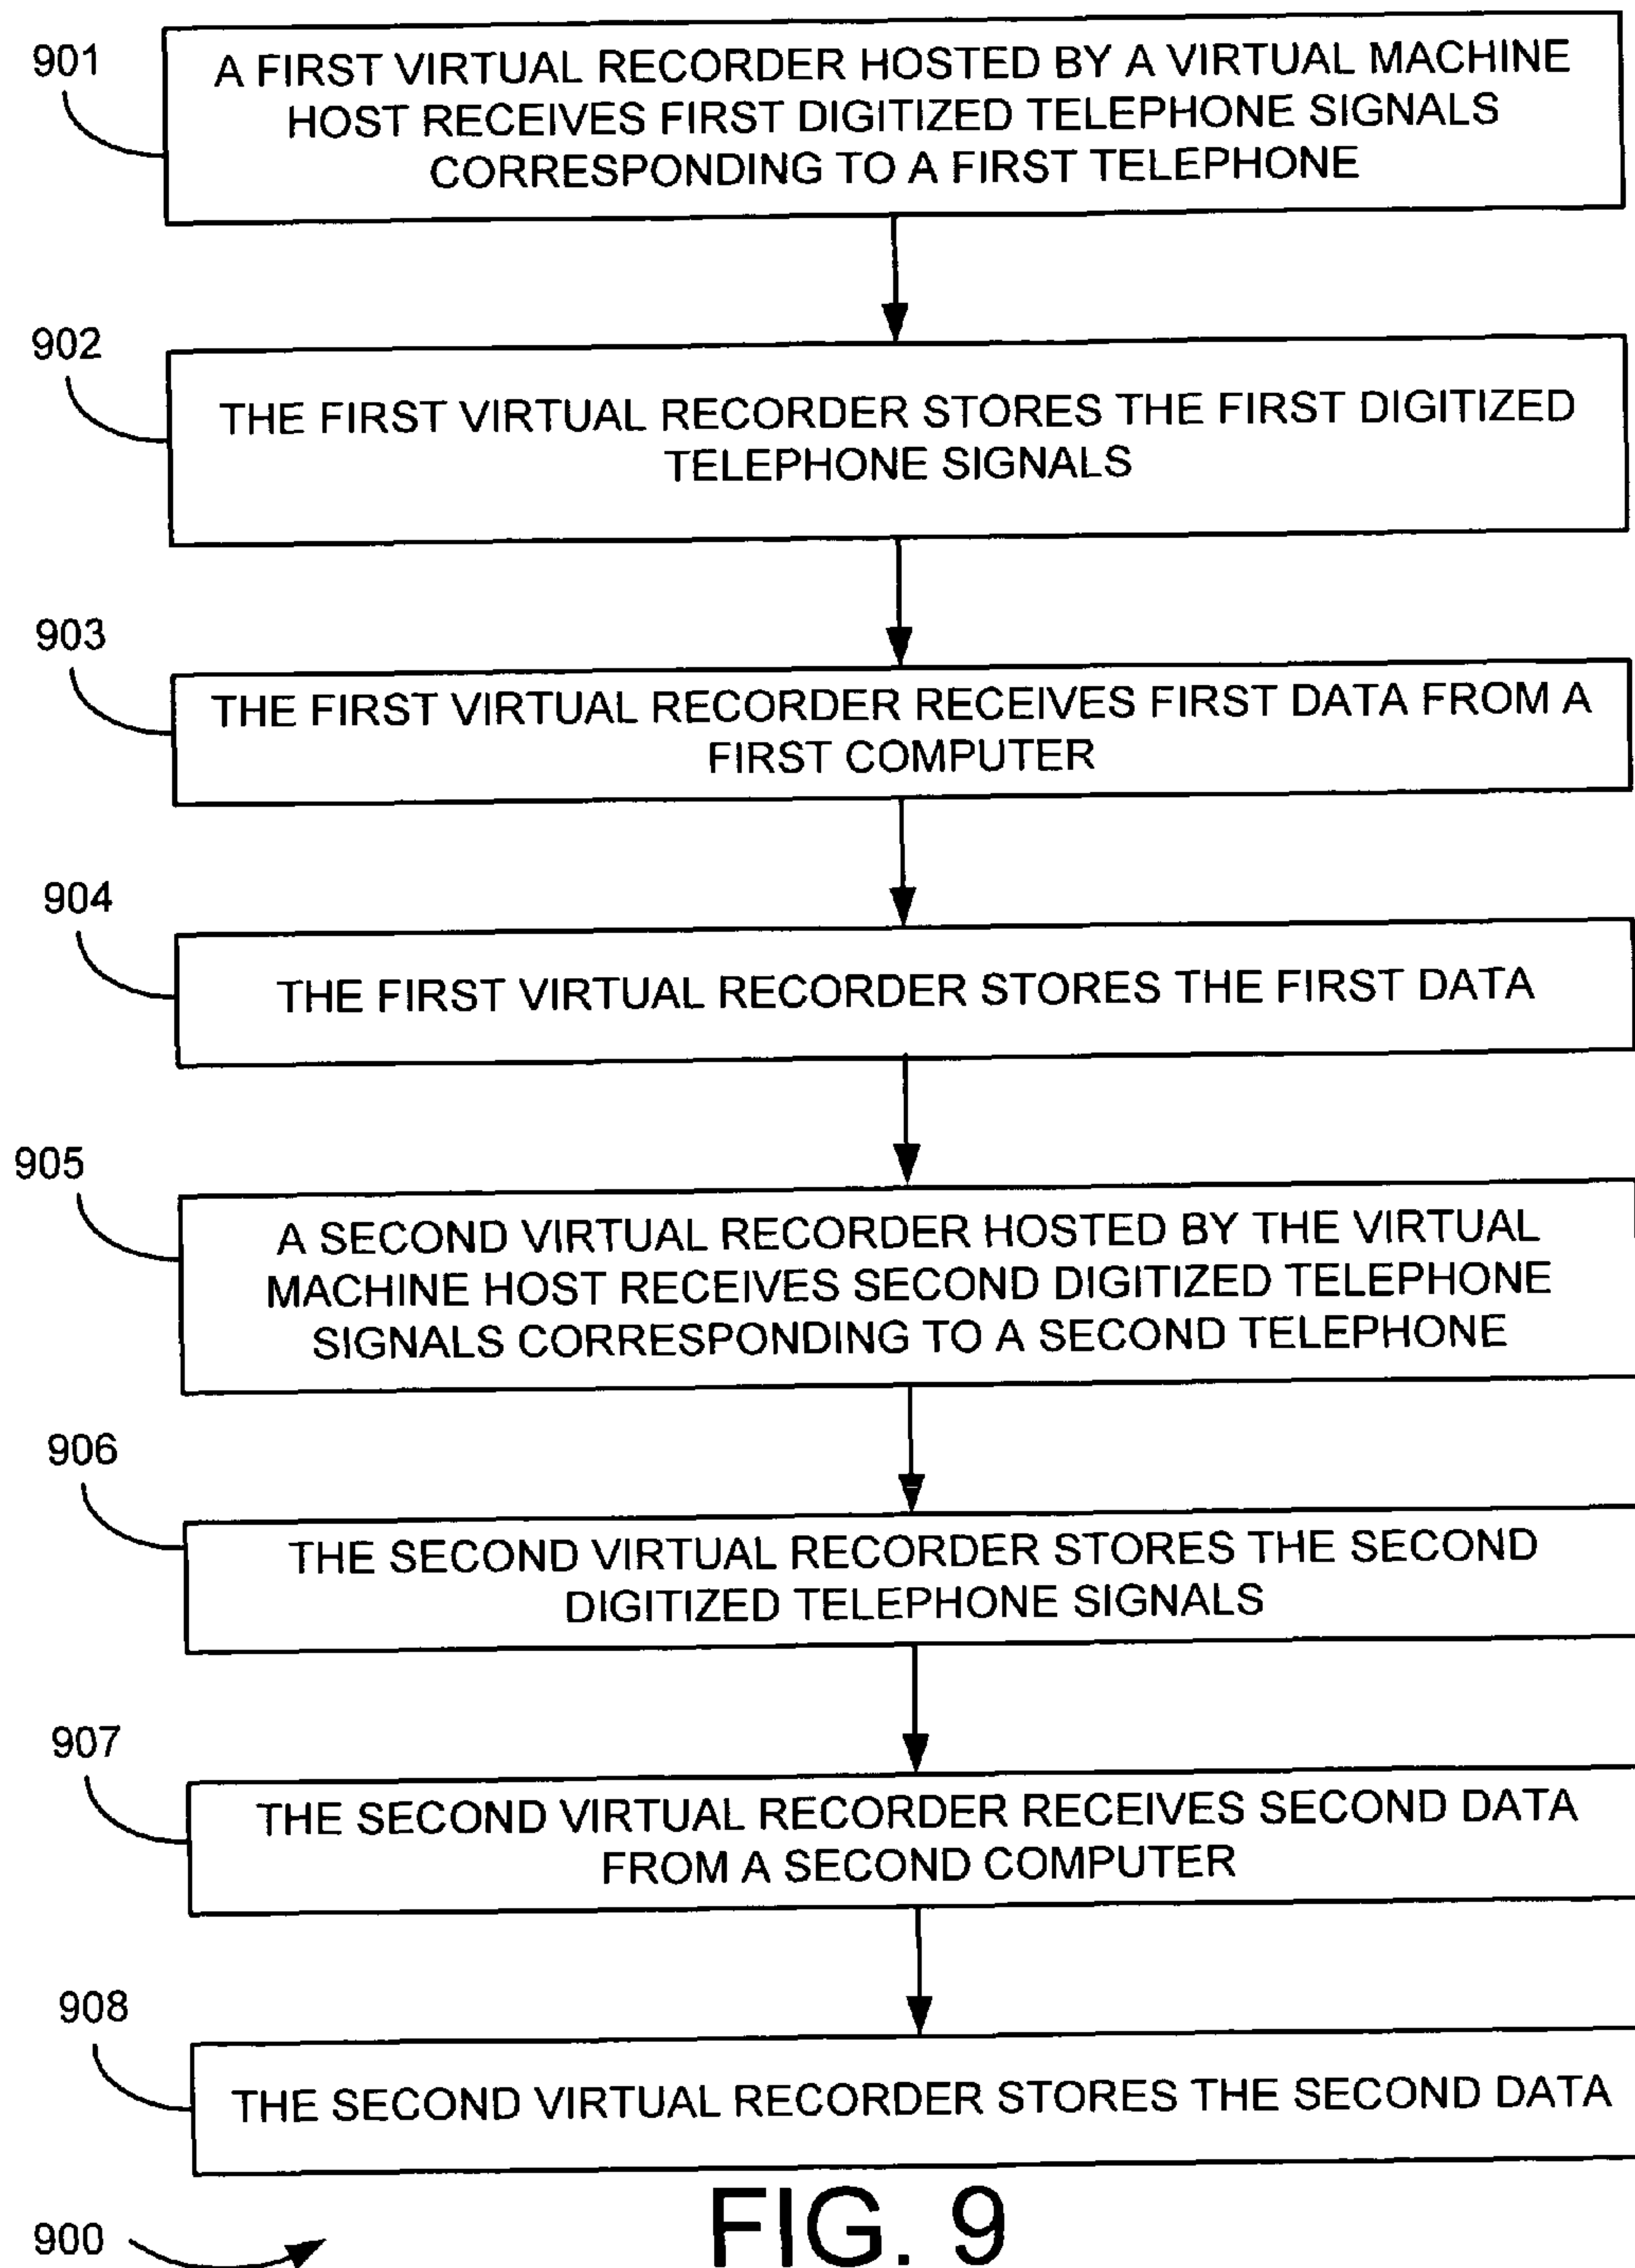 901
A FIRST VIRTUAL RECORDER HOSTED BY A VIRTUAL MACHINE
HOST RECEIVES FIRST DIGITIZED TELEPHONE SIGNALS
CORRESPONDING TO A FIRST TELEPHONE
902
THE FIRST VIRTUAL RECORDER STORES THE FIRST DIGITIZED
TELEPHONE SIGNALS
903
THE FIRST VIRTUAL RECORDER RECEIVES FIRST DATA FROM A
FIRST COMPUTER
904
THE FIRST VIRTUAL RECORDER STORES THE FIRST DATA
905
A SECOND VIRTUAL RECORDER HOSTED BY THE VIRTUAL
MACHINE HOST RECEIVES SECOND DIGITIZED TELEPHONE
SIGNALS CORRESPONDING TO A SECOND TELEPHONE
906
THE SECOND VIRTUAL RECORDER STORES THE SECOND
DIGITIZED TELEPHONE SIGNALS
907
THE SECOND VIRTUAL RECORDER RECEIVES SECOND DATA
FROM A SECOND COMPUTER
908
THE SECOND VIRTUAL RECORDER STORES THE SECOND DATA
900
FIG. 9